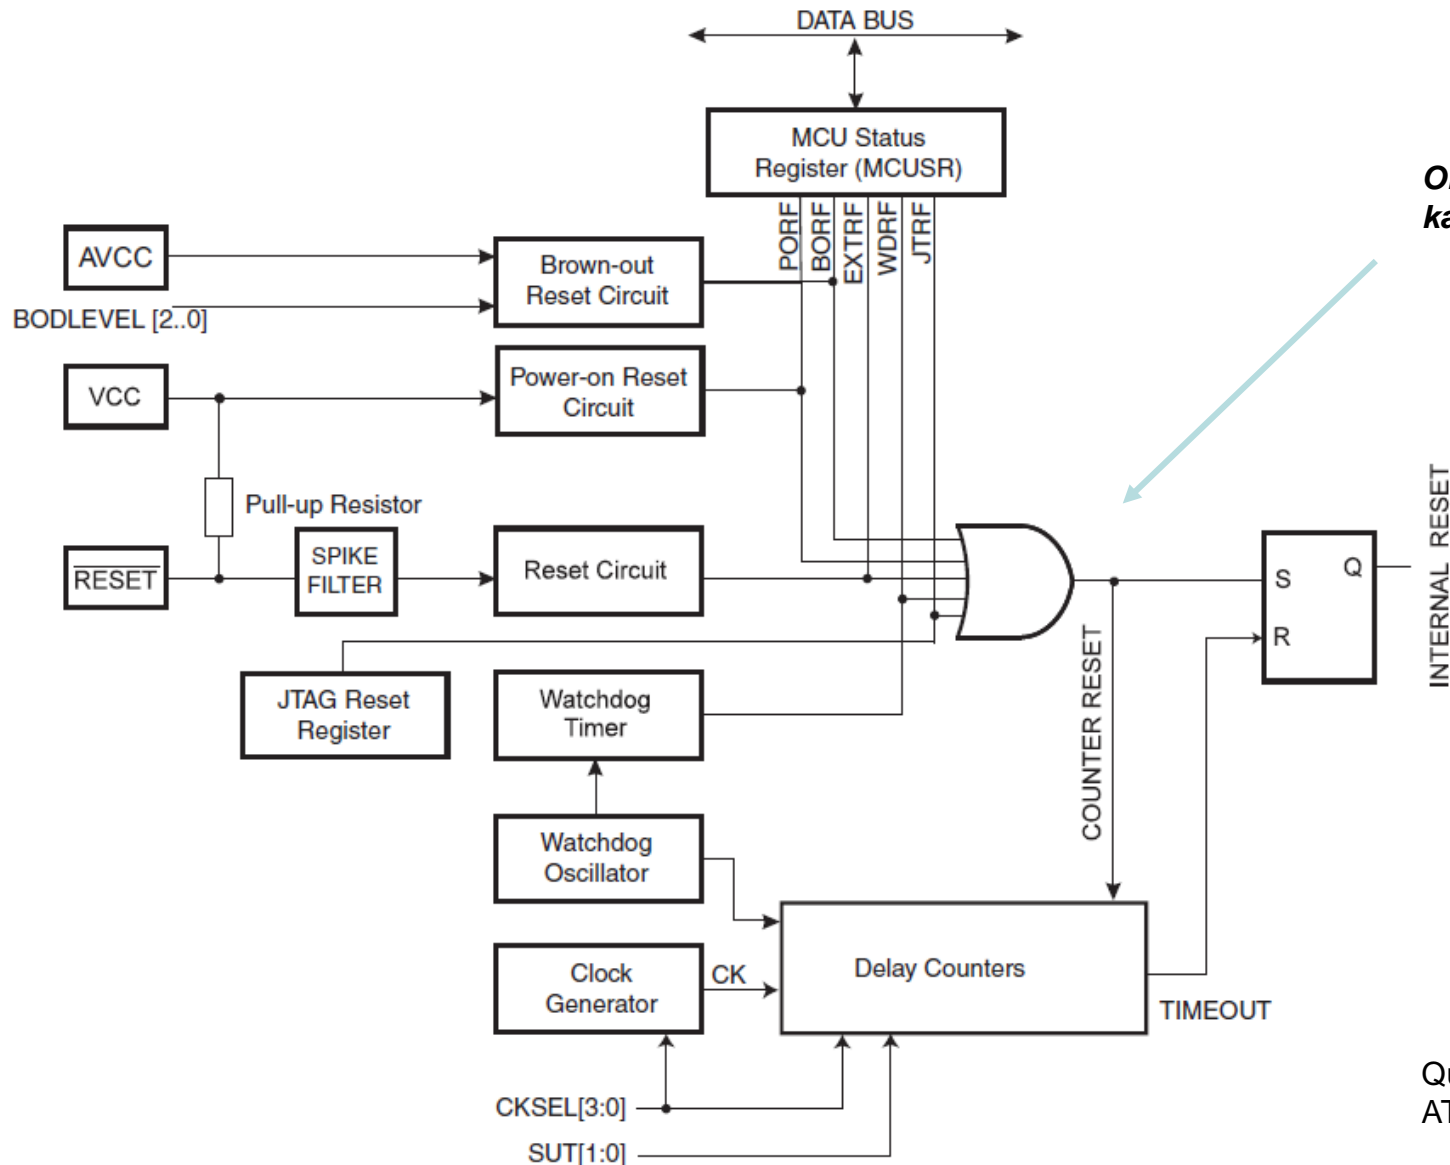 DATA BUS
MCU Status
Register (MCUSR)
PORF
BORF
EXTRF
WDRF
JTRF
AVCC
BODLEVEL [2..0]
Brown-out
Reset Circuit
VCC
Power-on Reset
Circuit
Pull-up Resistor
RESET
SPIKE
FILTER
Reset Circuit
JTAG Reset
Register
Watchdog
Timer
Watchdog
Oscillator
Clock
Generator
CK
Delay Counters
CKSEL[3:0]
SUT[1:0]
COUNTER RESET
TIMEOUT
S
Q
R
INTERNAL RESET